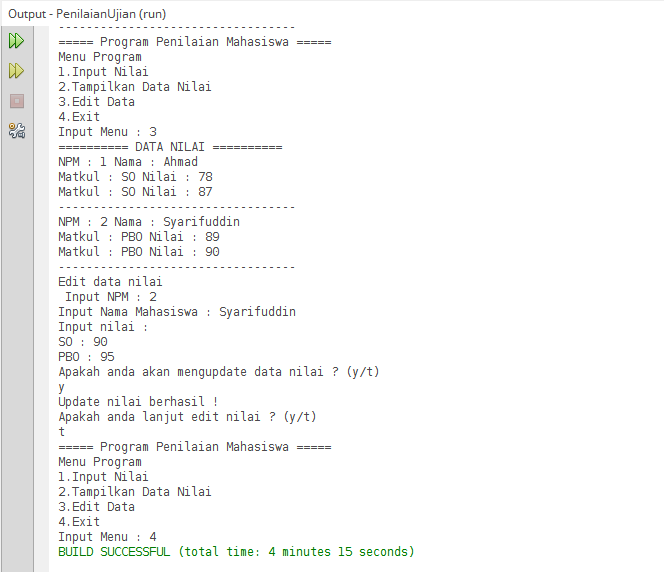 Output - PenilaianUjian (run)
----------------------------------
===== Program Penilaian Mahasiswa =====
Menu Program
1.Input Nilai
2.Tampilkan Data Nilai
3.Edit Data
4.Exit
Input Menu : 3
========== DATA NILAI ==========
NPM : 1 Nama : Ahmad
Matkul : SO Nilai : 78
Matkul : SO Nilai : 87
----------------------------------
NPM : 2 Nama : Syarifuddin
Matkul : PBO Nilai : 89
Matkul : PBO Nilai : 90
----------------------------------
Edit data nilai
 Input NPM : 2
Input Nama Mahasiswa : Syarifuddin
Input nilai :
SO : 90
PBO : 95
Apakah anda akan mengupdate data nilai ? (y/t)
y
Update nilai berhasil !
Apakah anda lanjut edit nilai ? (y/t)
t
===== Program Penilaian Mahasiswa =====
Menu Program
1.Input Nilai
2.Tampilkan Data Nilai
3.Edit Data
4.Exit
Input Menu : 4
BUILD SUCCESSFUL (total time: 4 minutes 15 seconds)